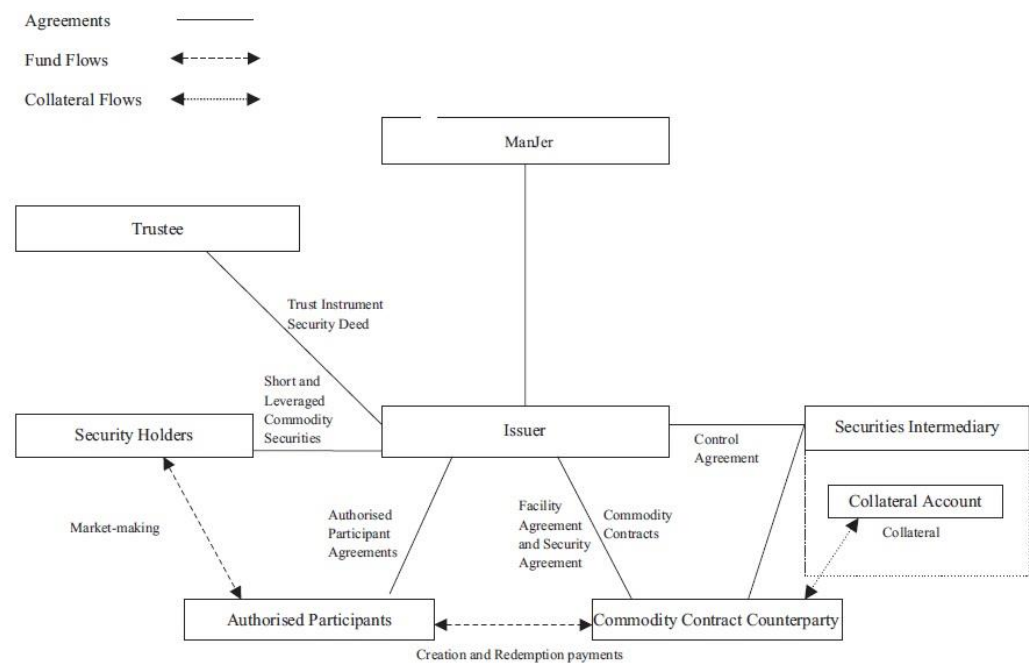 Agreements
Fund Flows
Collateral Flows
ManJer
Trustee
Trust Instrument
Security Deed
Short and
Leveraged
Commodity
Securities
Security Holders
Issuer
Control
Agreement
Securities Intermediary
Collateral Account
Collateral
Market-making
Authorised
Participant
Agreements
Facility
Agreement
and Security
Agreement
Commodity
Contracts
Authorised Participants
Commodity Contract Counterparty
Creation and Redemption payments